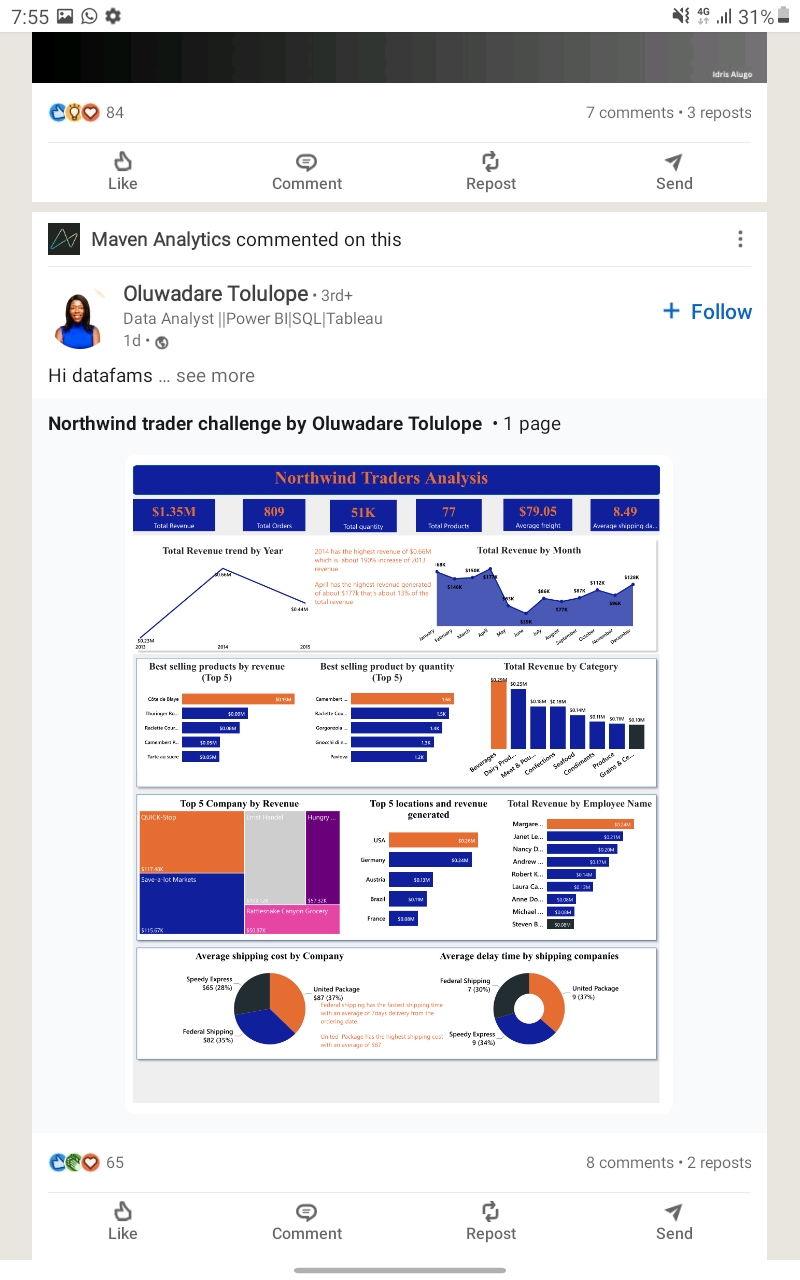 7:55
4G
31%
Idris Alugo
84
7 comments • 3 reposts
Like
Comment
Repost
Send
Maven Analytics commented on this
Oluwadare Tolulope • 3rd+
Data Analyst ||Power BI|SQL|Tableau
+ Follow
1d •
Hi datafams ... see more
Northwind trader challenge by Oluwadare Tolulope • 1 page
Northwind Traders Analysis
$1.35M
Total Revenue
809
Total Orders
51K
Total quantity
77
Total Products
$79.05
Average freight
8.49
Average shipping da...
Total Revenue trend by Year
$0.66M
$0.44M
$0.23M
2013
2014
2015
2014 has the highest revenue of $0.66M
which is about 190% increase of 2013
revenue
April has the highest revenue generated
of about $177k that's about 13% of the
total revenue
Total Revenue by Month
$150K
$140K
$177K
$39K
$66K
$77K
$87K
$112K
$96K
$128K
January
February
March
April
May
June
July
August
September
October
November
December
Best selling products by revenue
(Top 5)
Côte de Blaye
$0.15M
Thüringer Ro...
$0.09M
Raclette Cour...
$0.08M
Camembert P...
$0.05M
Tarte au sucre
$0.05M
Best selling products by quantity
(Top 5)
Camembert ...
1.6K
Raclette Cou...
1.5K
Gorgonzola ...
1.4K
Gnocchi di n...
1.3K
Pavlova
1.2K
Total Revenue by Category
$0.29M
$0.25M
$0.18M
$0.18M
$0.14M
$0.11M
$0.11M
$0.10M
Beverages
Dairy Prod...
Meat & Pou...
Confections
Seafood
Condiments
Produce
Grains & Ce...
Top 5 Company by Revenue
QUICK-Stop
$117.48K
Save-a-lot Markets
$115.67K
Ernst Handel
Hungry ...
$57.32K
Rattlesnake Canyon Grocery
Top 5 locations and revenue
generated
USA
$0.26M
Germany
$0.24M
Austria
$0.13M
Brazil
$0.11M
France
$0.08M
Total Revenue by Employee Name
Margare...
$0.24M
Janet Le...
$0.21M
Nancy D...
$0.20M
Andrew ...
$0.17M
Robert K...
$0.14M
Laura Ca...
$0.13M
Anne Do...
$0.08M
Michael ...
$0.08M
Steven B...
Average shipping cost by Company
Speedy Express
$65 (28%)
United Package
$87 (37%)
Federal Shipping
$82 (35%)
Federal shipping has the fastest shipping time
with an average of 7days delivery from the
ordering date.
United Package has the highest shipping cost
with an average of $87
Average delay time by shipping companies
Federal Shipping
7 (30%)
United Package
9 (37%)
Speedy Express
9 (34%)
65
8 comments • 2 reposts
Like
Comment
Repost
Send